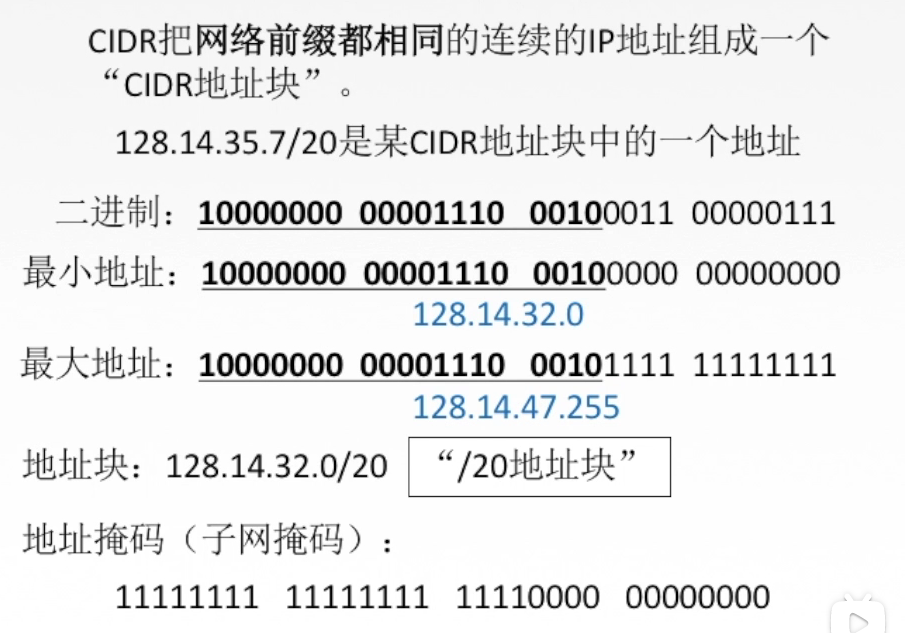 CIDR把网络前缀都相同的连续的IP地址组成一个
“CIDR地址块”。
128.14.35.7/20是某CIDR地址块中的一个地址
二进制：10000000 00001110 00100011 00000111
最小地址：10000000 00001110 00100000 00000000
128.14.32.0
最大地址：10000000 00001110 00101111 11111111
128.14.47.255
地址块：128.14.32.0/20 “/20地址块”
地址掩码（子网掩码）：
11111111 11111111 11110000 00000000